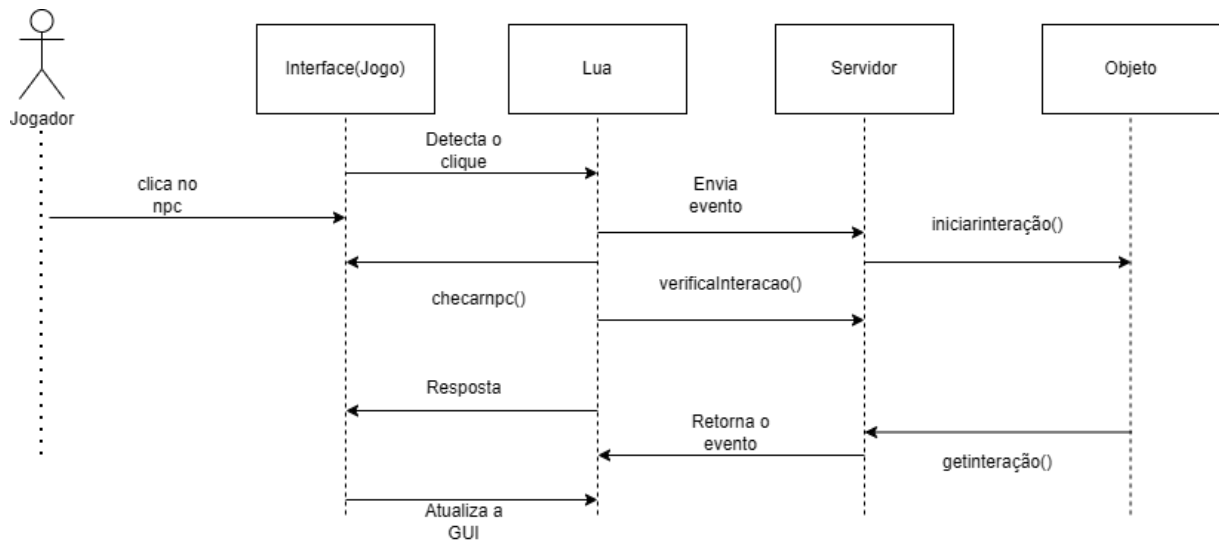 Jogador
Interface(Jogo)
Lua
Servidor
Objeto
Detecta o
clique
clica no
npc
Envia
evento
iniciarinteração()
checarnpc()
verificaInteracao()
Resposta
Retorna o
evento
getinteração()
Atualiza a
GUI